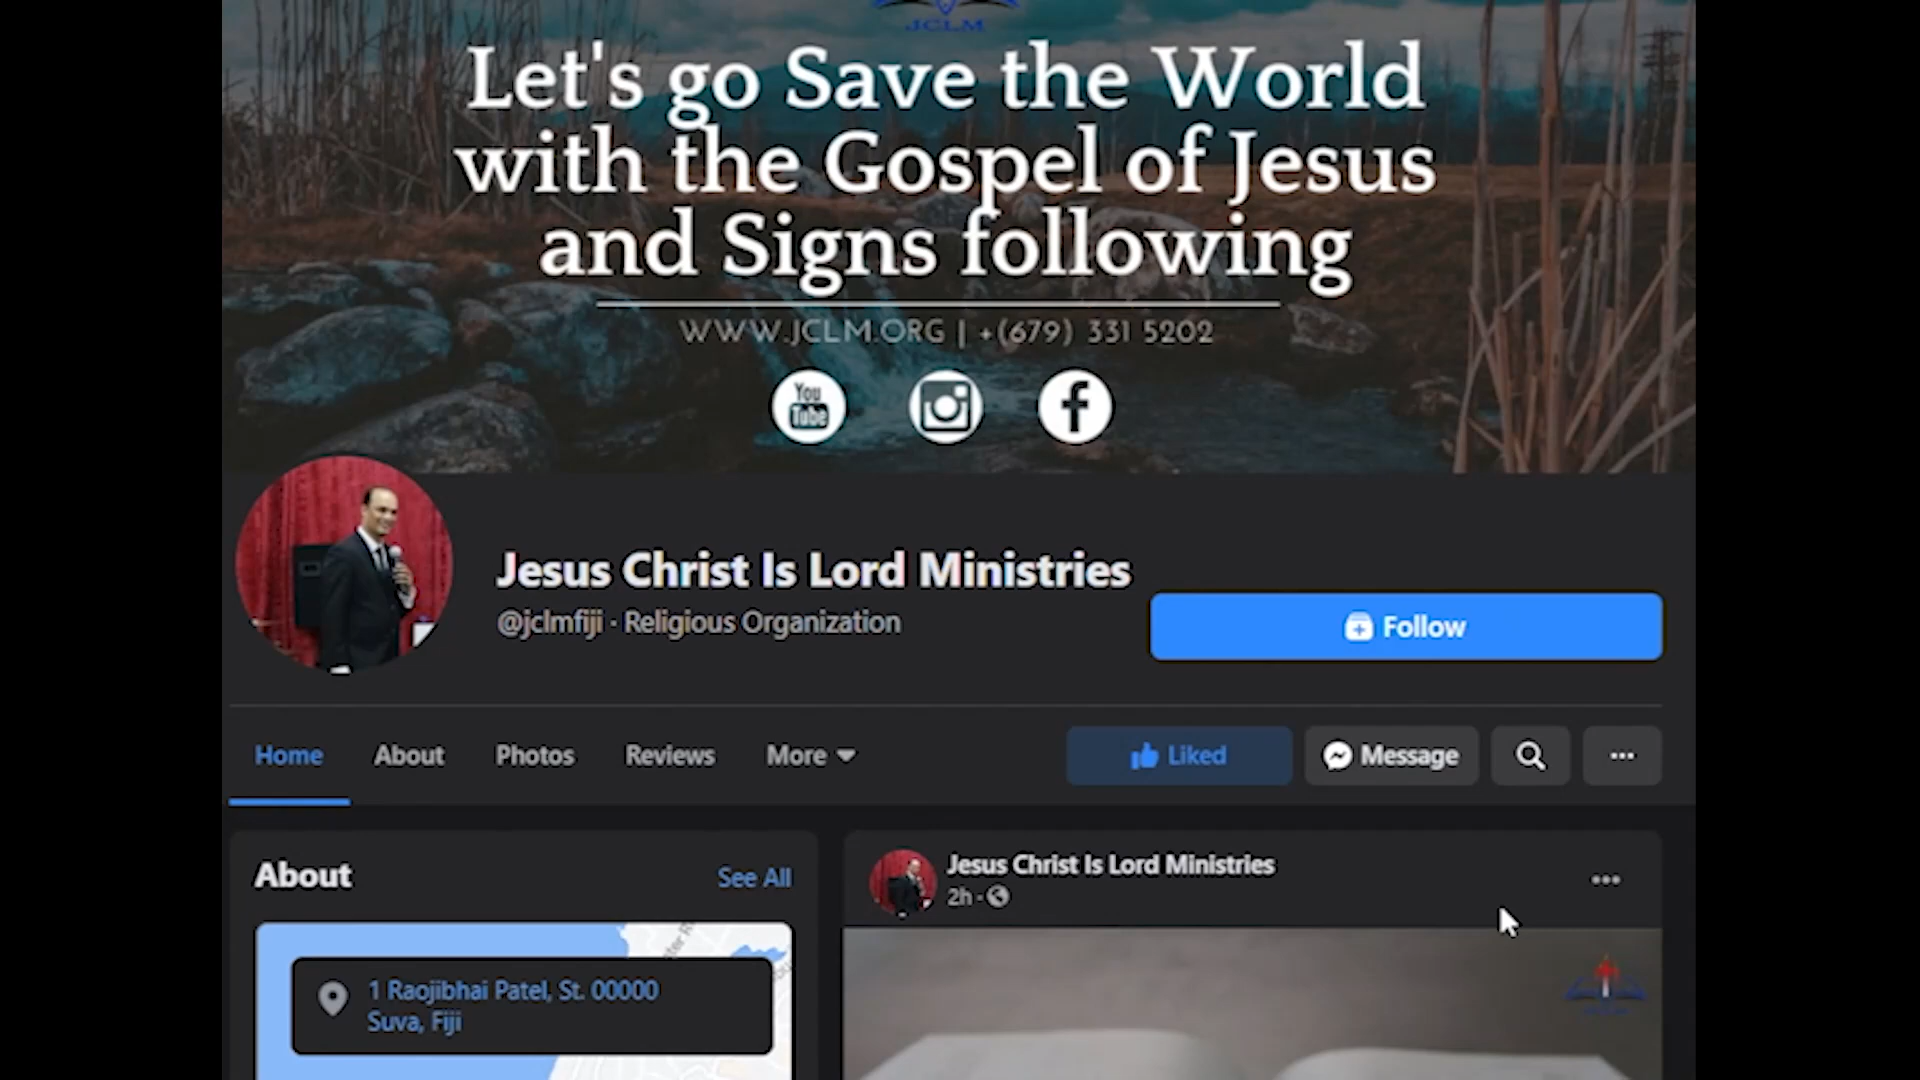 JCLM
Let's go Save the World
with the Gospel of Jesus
and Signs following
WWW.JCLM.ORG | +(679) 331 5202
You
Tube
Jesus Christ Is Lord Ministries
@jclmfiji · Religious Organization
Follow
Home About Photos Reviews More
Liked Message
About See All
1 Raojibhai Patel, St. 00000
Suva, Fiji
Jesus Christ Is Lord Ministries
2h ·